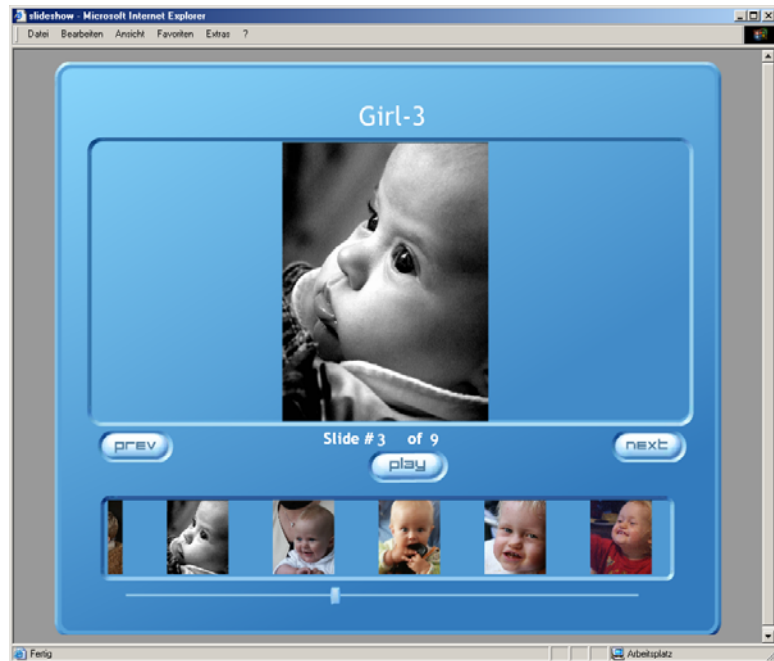 slideshow - Microsoft Internet Explorer
Datei Bearbeiten Ansicht Favoriten Extras ?
Girl-3
prev
Slide # 3 of 9
next
play
Fertig
Arbeitsplatz